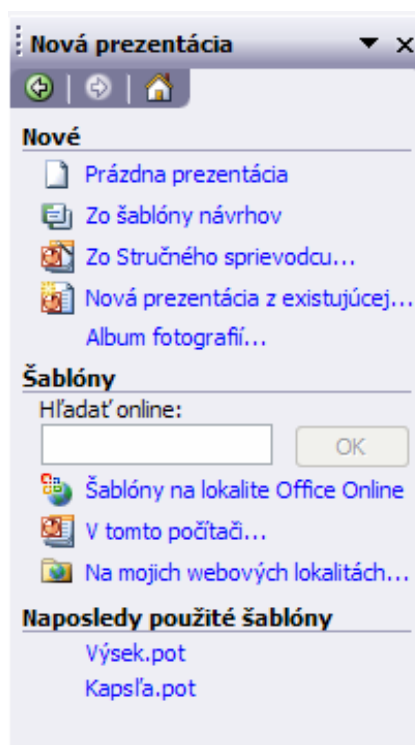 Nová prezentácia
Nové
Prázdna prezentácia
Zo šablóny návrhov
Zo Stručného sprievodcu...
Nová prezentácia z existujúcej...
Album fotografií...
Šablóny
Hľadať online:
OK
Šablóny na lokalite Office Online
V tomto počítači...
Na mojich webových lokalitách...
Naposledy použité šablóny
Výsek.pot
Kapsľa.pot